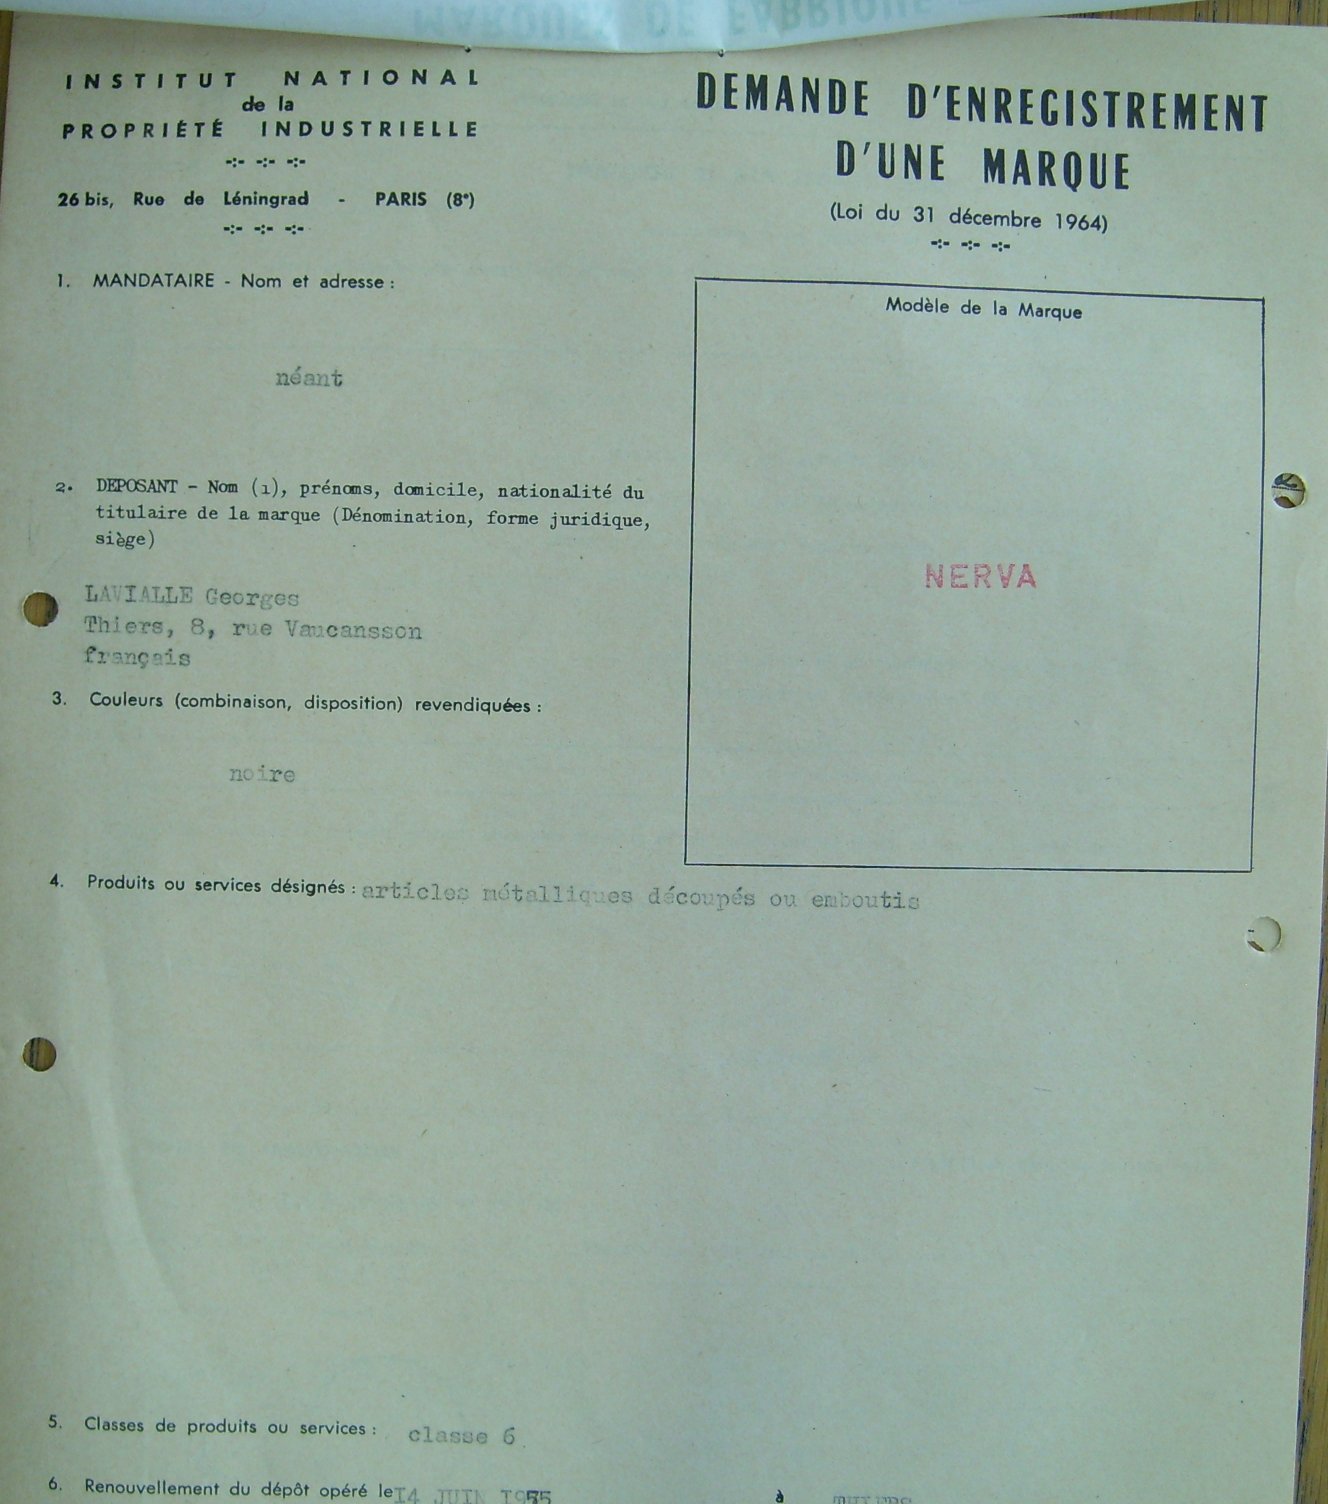 INSTITUT NATIONAL
de la
PROPRIÉTÉ INDUSTRIELLE
26 bis, Rue de Léningrad - PARIS (8e)
DEMANDE D'ENREGISTREMENT
D'UNE MARQUE
(Loi du 31 décembre 1964)
1. MANDATAIRE - Nom et adresse :
néant
Modèle de la Marque
NERVA
2. DEPOSANT - Nom (1), prénoms, domicile, nationalité du
titulaire de la marque (Dénomination, forme juridique,
siège)
LAVIALLE Georges
Thiers, 8, rue Vaucansson
français
3. Couleurs (combinaison, disposition) revendiquées :
noire
4. Produits ou services désignés : articles métalliques découpés ou emboutis
5. Classes de produits ou services : classe 6
6. Renouvellement du dépôt opéré le 14 JUIN 1955 à THIERS